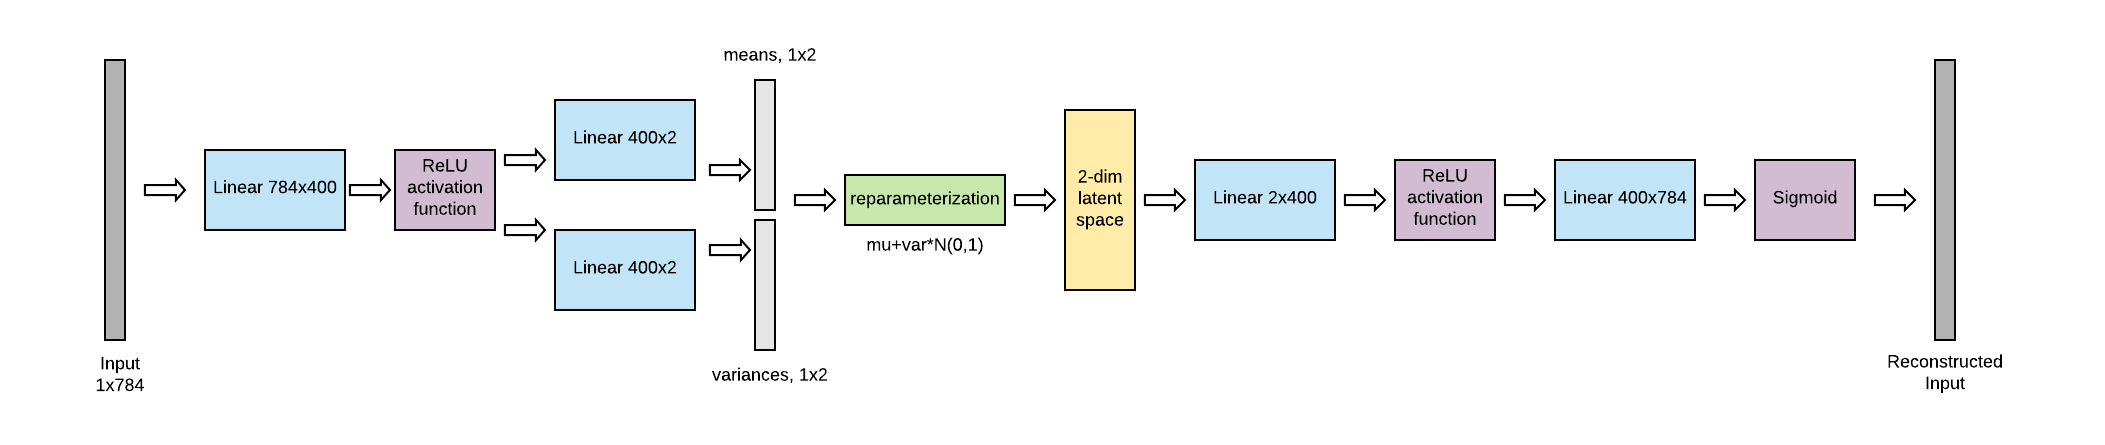 means, 1x2
Linear 784x400
ReLU
activation
function
Linear 400x2
Linear 400x2
reparameterization
mu+var*N(0,1)
2-dim
latent
space
Linear 2x400
ReLU
activation
function
Linear 400x784
Sigmoid
Input
1x784
variances, 1x2
Reconstructed
Input